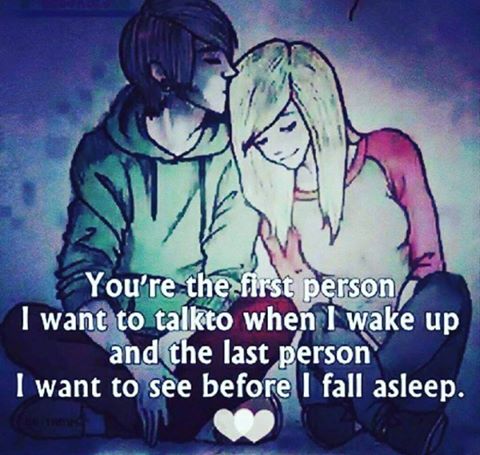 You're the first person
I want to talkto when I wake up
and the last person
I want to see before I fall asleep.